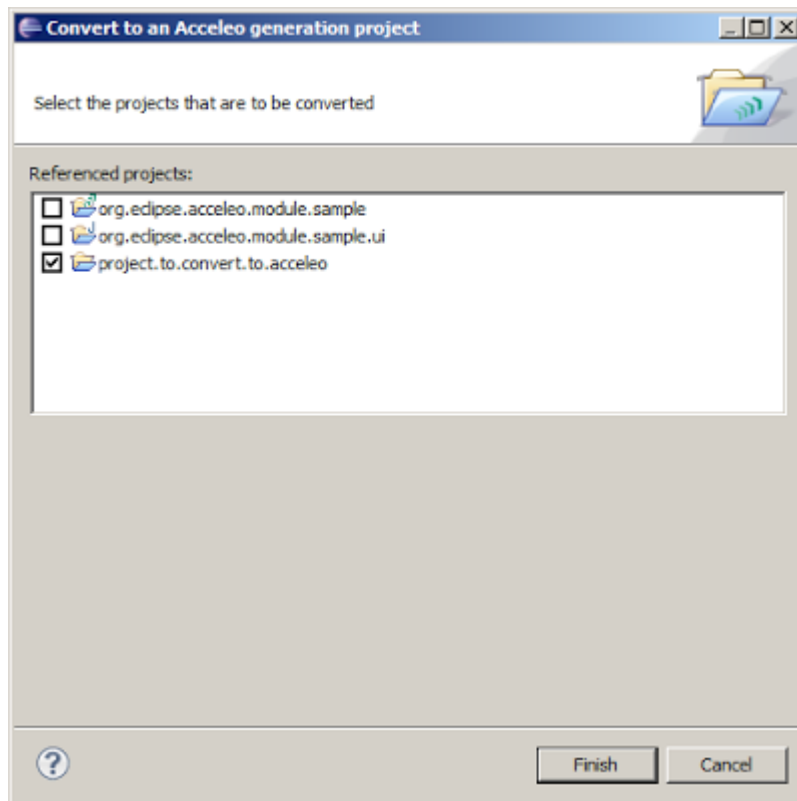 Convert to an Acceleo generation project
Select the projects that are to be converted
Referenced projects:
org.eclipse.acceleo.module.sample
org.eclipse.acceleo.module.sample.ui
project.to.convert.to.acceleo
?
Finish
Cancel